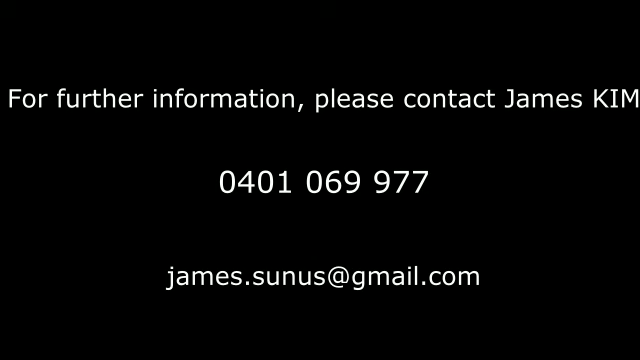 For further information, please contact James KIM
0401 069 977
james.sunus@gmail.com